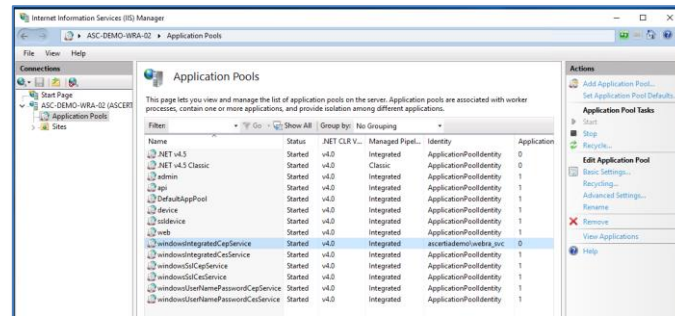 Internet Information Services (IIS) Manager
ASC-DEMO-WRA-02 Application Pools
File View Help
Connections
Start Page
ASC-DEMO-WRA-02 (ASCERT
Application Pools
Sites
Application Pools
This page lets you view and manage the list of application pools on the server. Application pools are associated with worker
processes, contain one or more applications, and provide isolation among different applications.
Filter: Go Show All Group by: No Grouping
Name Status .NET CLR V... Managed Pipel... Identity Application
.NET v4.5 Started v4.0 Integrated ApplicationPoolIdentity 0
.NET v4.5 Classic Started v4.0 Classic ApplicationPoolIdentity 0
admin Started v4.0 Integrated ApplicationPoolIdentity 1
api Started v4.0 Integrated ApplicationPoolIdentity 1
DefaultAppPool Started v4.0 Integrated ApplicationPoolIdentity 1
device Started v4.0 Integrated ApplicationPoolIdentity 1
ssldevice Started v4.0 Integrated ApplicationPoolIdentity 1
web Started v4.0 Integrated ApplicationPoolIdentity 1
windowsIntegratedCepService Started v4.0 Integrated ascertiademo\webra_svc 0
windowsIntegratedCesService Started v4.0 Integrated ApplicationPoolIdentity 1
windowsSslCepService Started v4.0 Integrated ApplicationPoolIdentity 1
windowsSslCesService Started v4.0 Integrated ApplicationPoolIdentity 1
windowsUserNamePasswordCepService Started v4.0 Integrated ApplicationPoolIdentity 1
windowsUserNamePasswordCesService Started v4.0 Integrated ApplicationPoolIdentity 1
Actions
Add Application Pool...
Set Application Pool Defaults.
Application Pool Tasks
Start
Stop
Recycle...
Edit Application Pool
Basic Settings...
Recycling...
Advanced Settings...
Rename
Remove
View Applications
Help